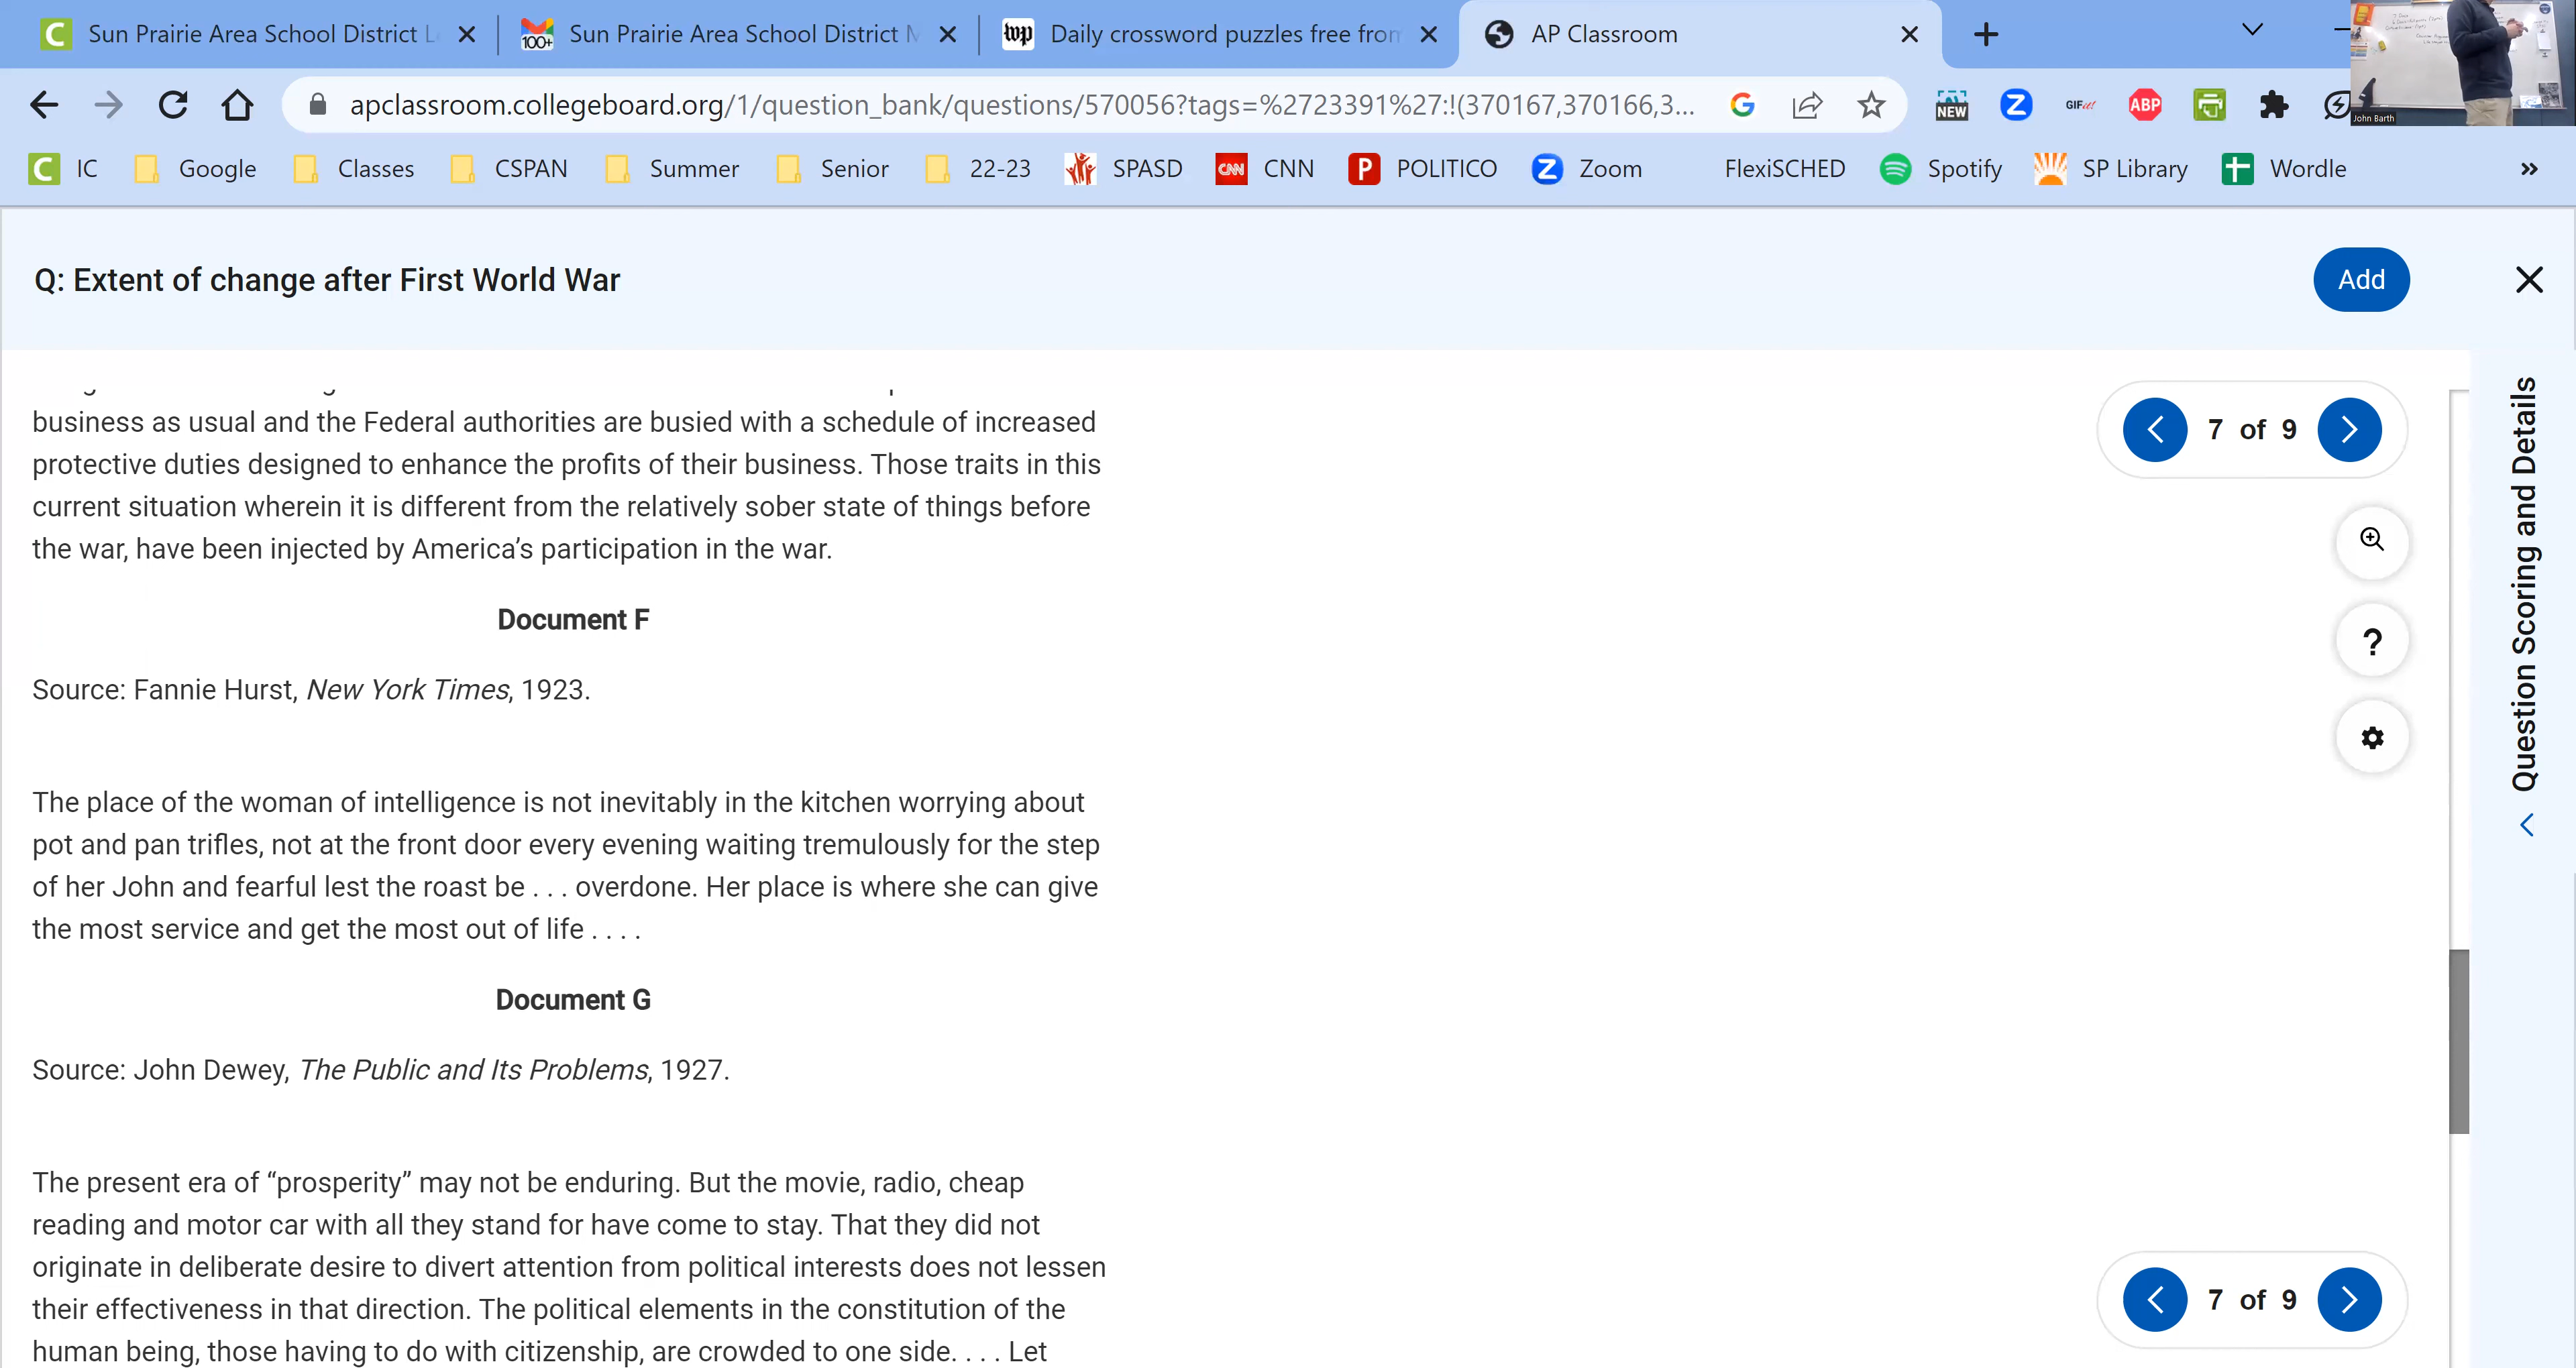 Sun Prairie Area School District L
100+
Sun Prairie Area School District M
wp
Daily crossword puzzles free from
AP Classroom
apclassroom.collegeboard.org/1/question_bank/questions/570056?tags=%2723391%27:!(370167,370166,3...
NEW
GIFit!
ABP
John Barth
IC
Google
Classes
CSPAN
Summer
Senior
22-23
SPASD
CNN
CNN
POLITICO
Zoom
FlexiSCHED
Spotify
SP Library
Wordle
Q: Extent of change after First World War
Add
business as usual and the Federal authorities are busied with a schedule of increased
protective duties designed to enhance the profits of their business. Those traits in this
current situation wherein it is different from the relatively sober state of things before
the war, have been injected by America’s participation in the war.
Document F
Source: Fannie Hurst, New York Times, 1923.
The place of the woman of intelligence is not inevitably in the kitchen worrying about
pot and pan trifles, not at the front door every evening waiting tremulously for the step
of her John and fearful lest the roast be . . . overdone. Her place is where she can give
the most service and get the most out of life . . . .
Document G
Source: John Dewey, The Public and Its Problems, 1927.
The present era of “prosperity” may not be enduring. But the movie, radio, cheap
reading and motor car with all they stand for have come to stay. That they did not
originate in deliberate desire to divert attention from political interests does not lessen
their effectiveness in that direction. The political elements in the constitution of the
human being, those having to do with citizenship, are crowded to one side. . . . Let
7 of 9
?
7 of 9
Question Scoring and Details